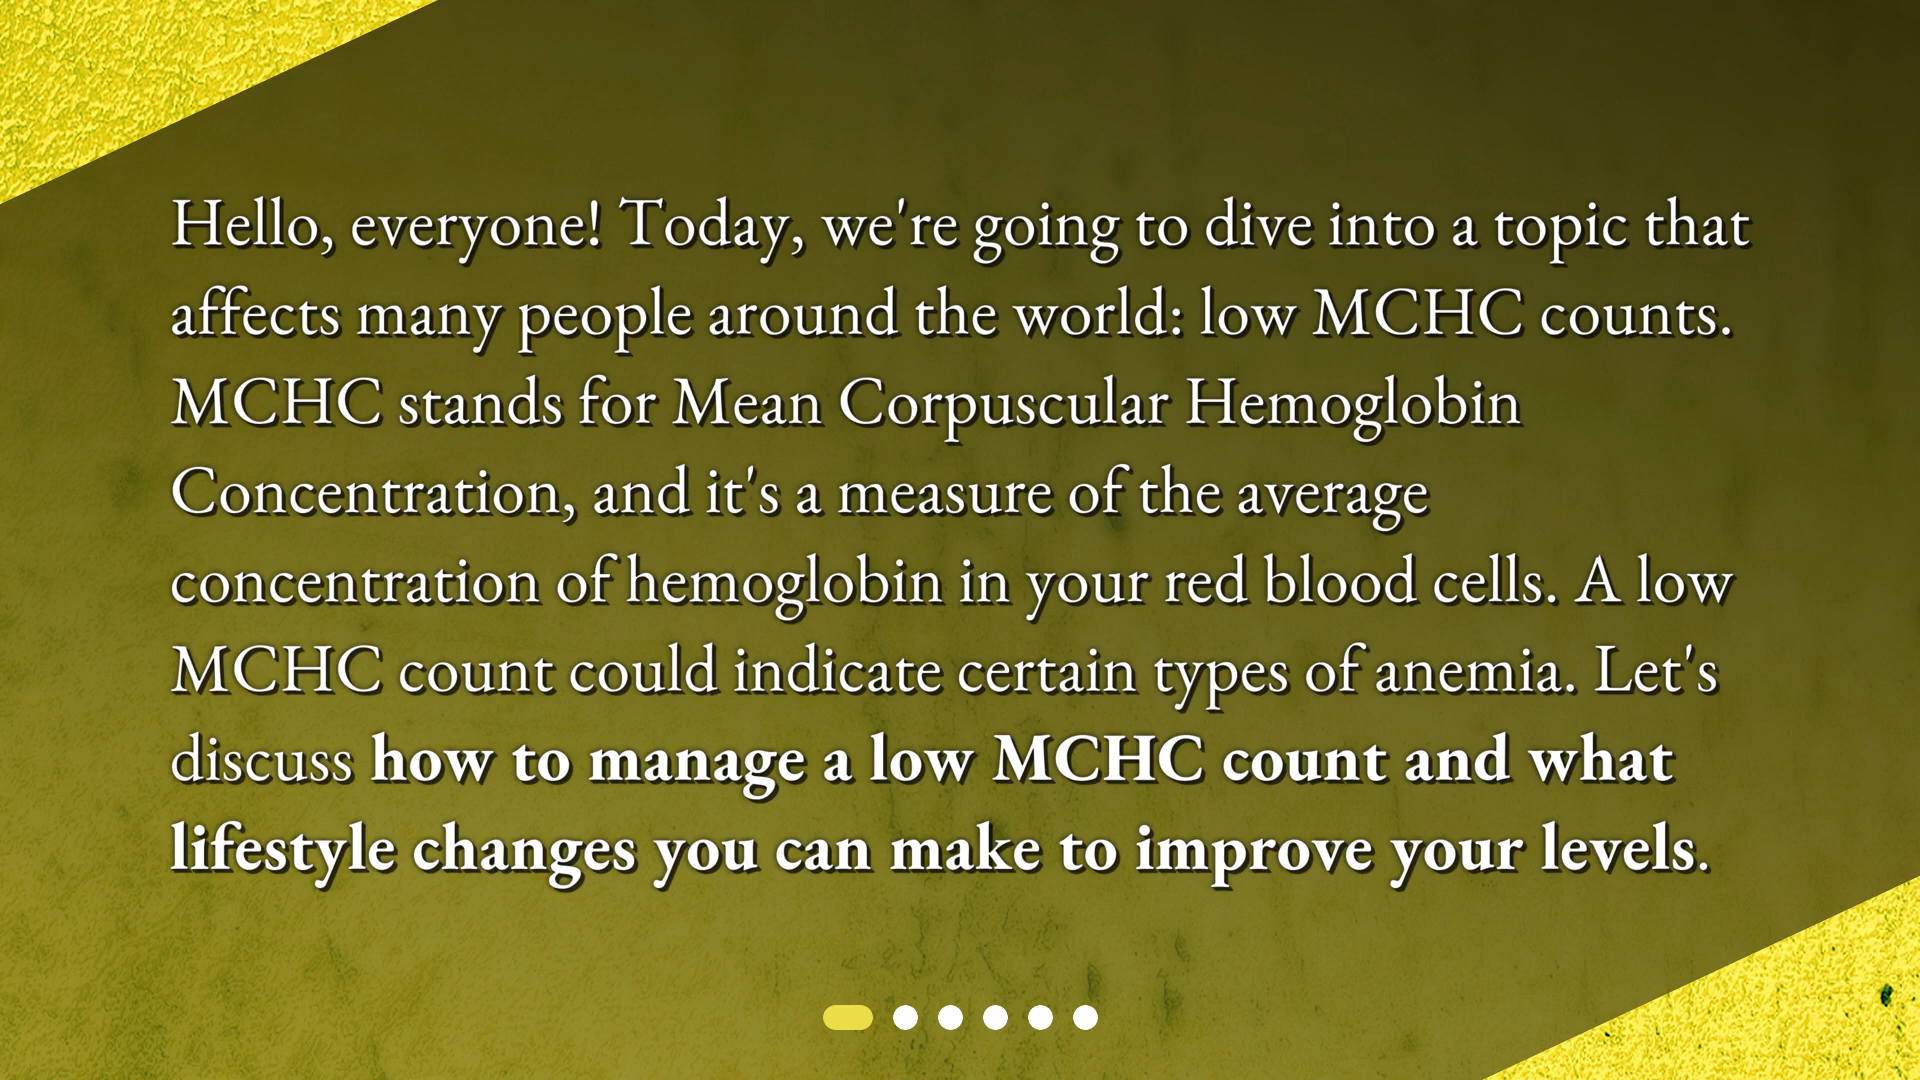 Hello, everyone! Today, we're going to dive into a topic that
affects many people around the world: low MCHC counts.
MCHC stands for Mean Corpuscular Hemoglobin
Concentration, and it's a measure of the average
concentration of hemoglobin in your red blood cells. A low
MCHC count could indicate certain types of anemia. Let's
discuss how to manage a low MCHC count and what
lifestyle changes you can make to improve your levels.